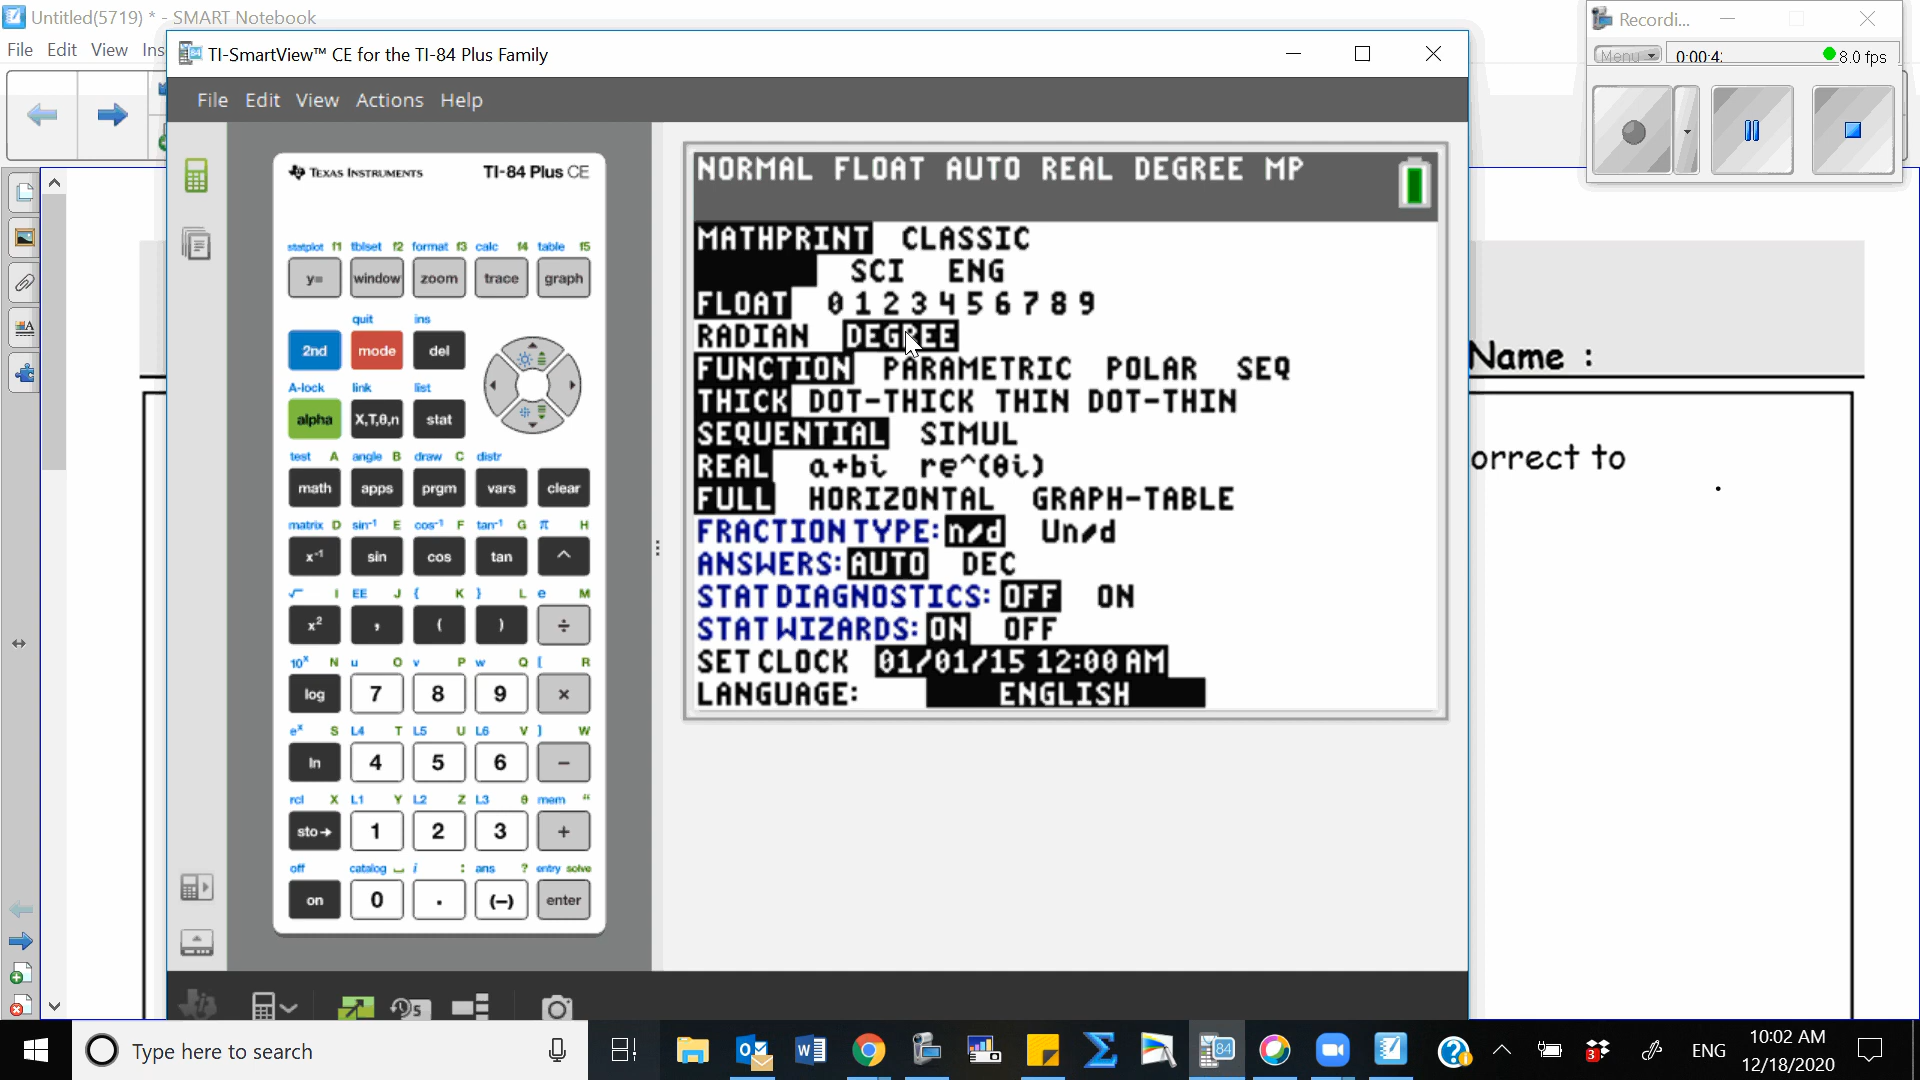 Untitled(5719) * - SMART Notebook
File Edit View Ins
TI-SmartView™ CE for the TI-84 Plus Family
File Edit View Actions Help
Recordi...
Menu
8.0 fps
TEXAS INSTRUMENTS TI-84 Plus CE
statplot f1 tblset f2 format f3 calc f4 table f5
y= window zoom trace graph
quit ins
2nd mode del
A-lock link list
alpha X,T,θ,n stat
test A angle B draw C distr
math apps prgm vars clear
matrix D sin⁻¹ E cos⁻¹ F tan⁻¹ G π H
x⁻¹ sin cos tan ^
√ I EE J { K } L e M
x² , ( ) ÷
10ˣ N u O v P w Q [ R
log 7 8 9 ×
eˣ S L4 T L5 U L6 V ] W
ln 4 5 6 −
rcl X L1 Y L2 Z L3 θ mem “
sto→ 1 2 3 +
off catalog i : ans ? entry solve
on 0 . (−) enter
NORMAL FLOAT AUTO REAL DEGREE MP
MATHPRINT CLASSIC
SCI ENG
FLOAT 0 1 2 3 4 5 6 7 8 9
RADIAN DEGREE
FUNCTION PARAMETRIC POLAR SEQ
THICK DOT-THICK THIN DOT-THIN
SEQUENTIAL SIMUL
REAL a+bi re^(θi)
FULL HORIZONTAL GRAPH-TABLE
FRACTION TYPE: n/d Un/d
ANSWERS: AUTO DEC
STAT DIAGNOSTICS: OFF ON
STAT WIZARDS: ON OFF
SET CLOCK 01/01/15 12:00 AM
LANGUAGE: ENGLISH
Name :
orrect to
Type here to search
ENG
10:02 AM
12/18/2020